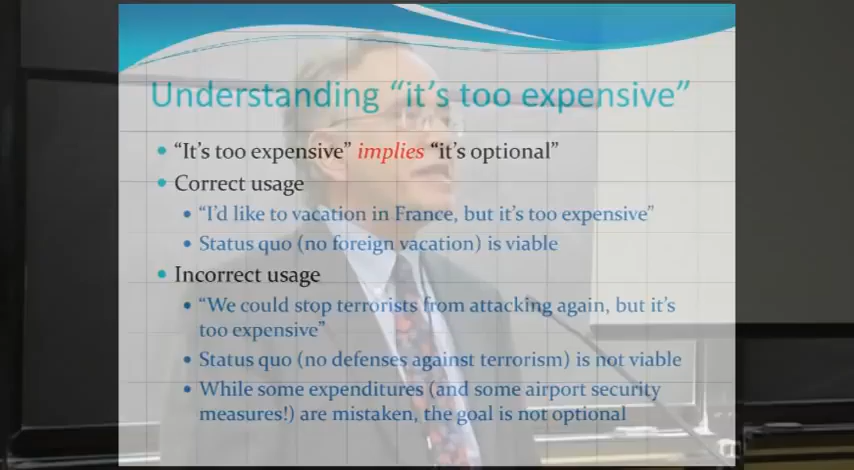 Understanding “it’s too expensive”
• “It’s too expensive” implies “it’s optional”
• Correct usage
• “I’d like to vacation in France, but it’s too expensive”
• Status quo (no foreign vacation) is viable
• Incorrect usage
• “We could stop terrorists from attacking again, but it’s
too expensive”
• Status quo (no defenses against terrorism) is not viable
• While some expenditures (and some airport security
measures!) are mistaken, the goal is not optional